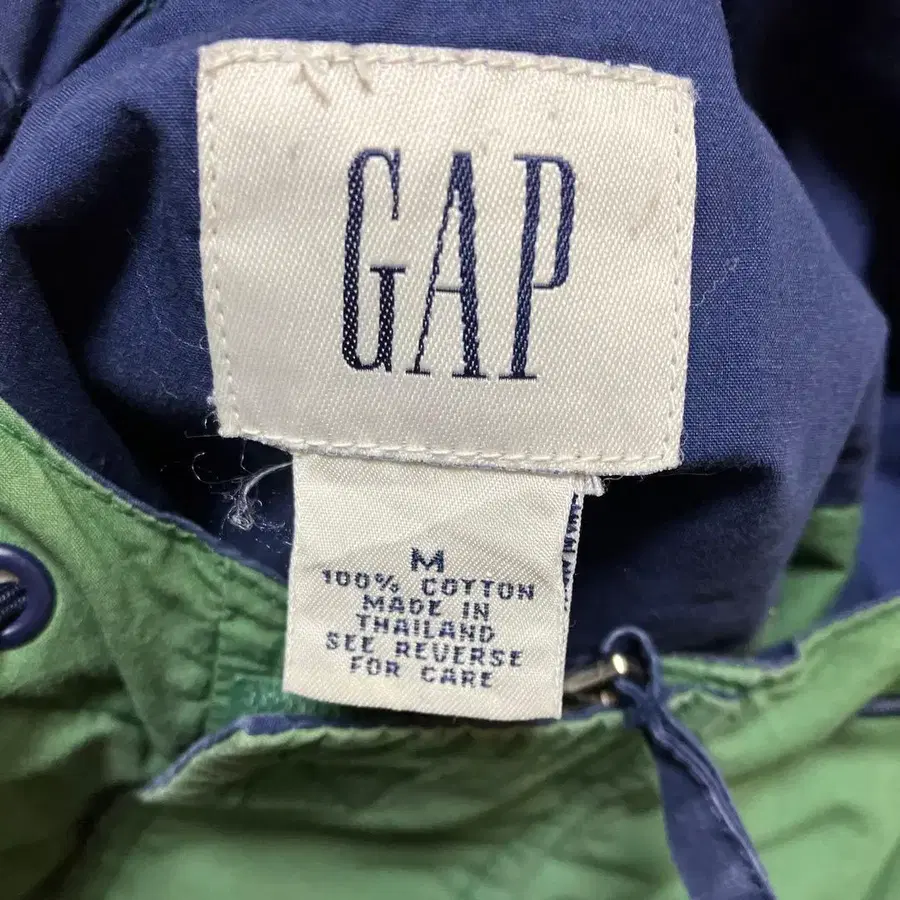 GAP
M
100% COTTON
MADE IN
THAILAND
SEE REVERSE
FOR CARE